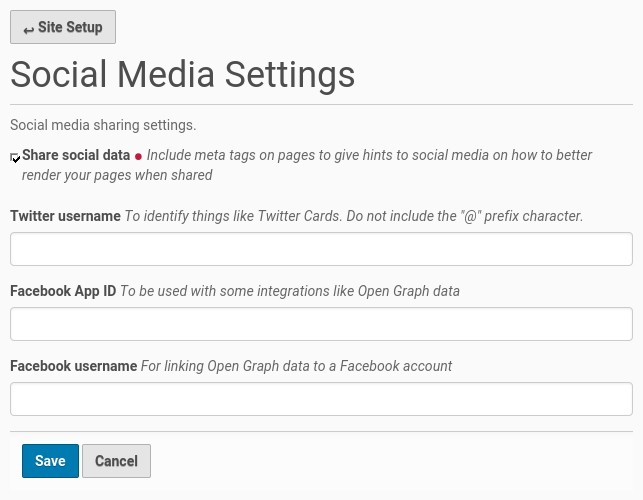 ↩ Site Setup
Social Media Settings
Social media sharing settings.
Share social data • Include meta tags on pages to give hints to social media on how to better
render your pages when shared
Twitter username To identify things like Twitter Cards. Do not include the "@" prefix character.
Facebook App ID To be used with some integrations like Open Graph data
Facebook username For linking Open Graph data to a Facebook account
Save Cancel